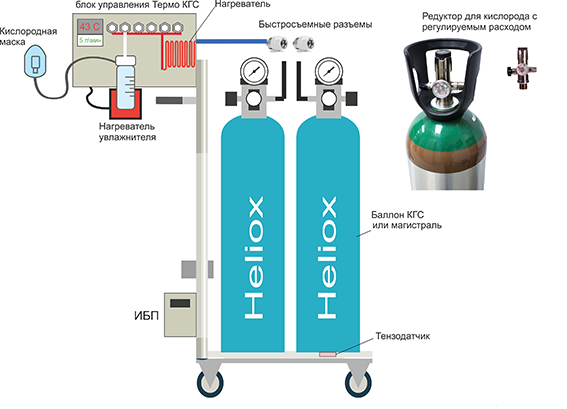 блок управления Термо КГС
Нагреватель
Кислородная
маска
43 С
5 л\мин
Быстросъемные разъемы
Редуктор для кислорода с
регулируемым расходом
Нагреватель
увлажнителя
Heliox
Heliox
Баллон КГС
или магистраль
ИБП
Тензодатчик